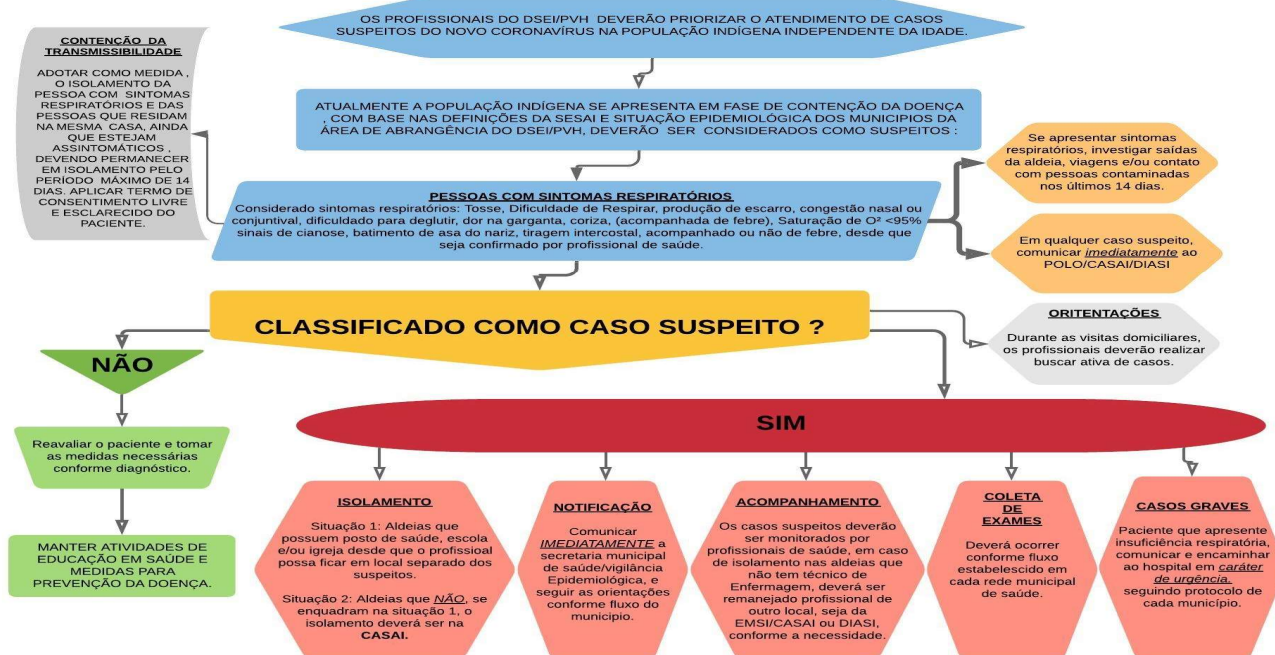 OS PROFISSIONAIS DO DSEI/PVH DEVERÃO PRIORIZAR O ATENDIMENTO DE CASOS
SUSPEITOS DO NOVO CORONAVÍRUS NA POPULAÇÃO INDÍGENA INDEPENDENTE DA IDADE.
CONTENÇÃO DA
TRANSMISSIBILIDADE
ADOTAR COMO MEDIDA ,
O ISOLAMENTO DA
PESSOA COM SINTOMAS
RESPIRATÓRIOS E DAS
PESSOAS QUE RESIDAM
NA MESMA CASA, AINDA
QUE ESTEJAM
ASSINTOMÁTICOS ,
DEVENDO PERMANECER
EM ISOLAMENTO PELO
PERÍODO MÁXIMO DE 14
DIAS. APLICAR TERMO DE
CONSENTIMENTO LIVRE
E ESCLARECIDO DO
PACIENTE.
ATUALMENTE A POPULAÇÃO INDÍGENA SE APRESENTA EM FASE DE CONTENÇÃO DA DOENÇA
, COM BASE NAS DEFINIÇÕES DA SESAI E SITUAÇÃO EPIDEMIOLÓGICA DOS MUNICIPIOS DA
ÁREA DE ABRANGÊNCIA DO DSEI/PVH, DEVERÃO SER CONSIDERADOS COMO SUSPEITOS :
PESSOAS COM SINTOMAS RESPIRATÓRIOS
Considerado sintomas respiratórios: Tosse, Dificuldade de Respirar, produção de escarro, congestão nasal ou
conjuntival, dificuldado para deglutir, dor na garganta, coriza, (acompanhada de febre), Saturação de O² <95%
sinais de cianose, batimento de asa do nariz, tiragem intercostal, acompanhado ou não de febre, desde que
seja confirmado por profissional de saúde.
Se apresentar sintomas
respiratórios, investigar saídas
da aldeia, viagens e/ou contato
com pessoas contaminadas
nos últimos 14 dias.
Em qualquer caso suspeito,
comunicar imediatamente ao
POLO/CASAI/DIASI
CLASSIFICADO COMO CASO SUSPEITO ?
ORITENTAÇÕES
Durante as visitas domiciliares,
os profissionais deverão realizar
buscar ativa de casos.
NÃO
Reavaliar o paciente e tomar
as medidas necessárias
conforme diagnóstico.
MANTER ATIVIDADES DE
EDUCAÇÃO EM SAÚDE E
MEDIDAS PARA
PREVENÇÃO DA DOENÇA.
SIM
ISOLAMENTO
Situação 1: Aldeias que
possuem posto de saúde, escola
e/ou igreja desde que o profissioal
possa ficar em local separado dos
suspeitos.
Situação 2: Aldeias que NÃO, se
enquadram na situação 1, o
isolamento deverá ser na
CASAI.
NOTIFICAÇÃO
Comunicar
IMEDIATAMENTE a
secretaria municipal
de saúde/vigilância
Epidemiológica, e
seguir as orientações
conforme fluxo do
municipio.
ACOMPANHAMENTO
Os casos suspeitos deverão
ser monitorados por
profissionais de saúde, em caso
de isolamento nas aldeias que
não tem técnico de
Enfermagem, deverá ser
remanejado profissional de
outro local, seja da
EMSI/CASAI ou DIASI,
conforme a necessidade.
COLETA
DE
EXAMES
Deverá ocorrer
conforme fluxo
estabelescido em
cada rede municipal
de saúde.
CASOS GRAVES
Paciente que apresente
insuficiência respiratória,
comunicar e encaminhar
ao hospital em caráter
de urgência,
seguindo protocolo de
cada município.